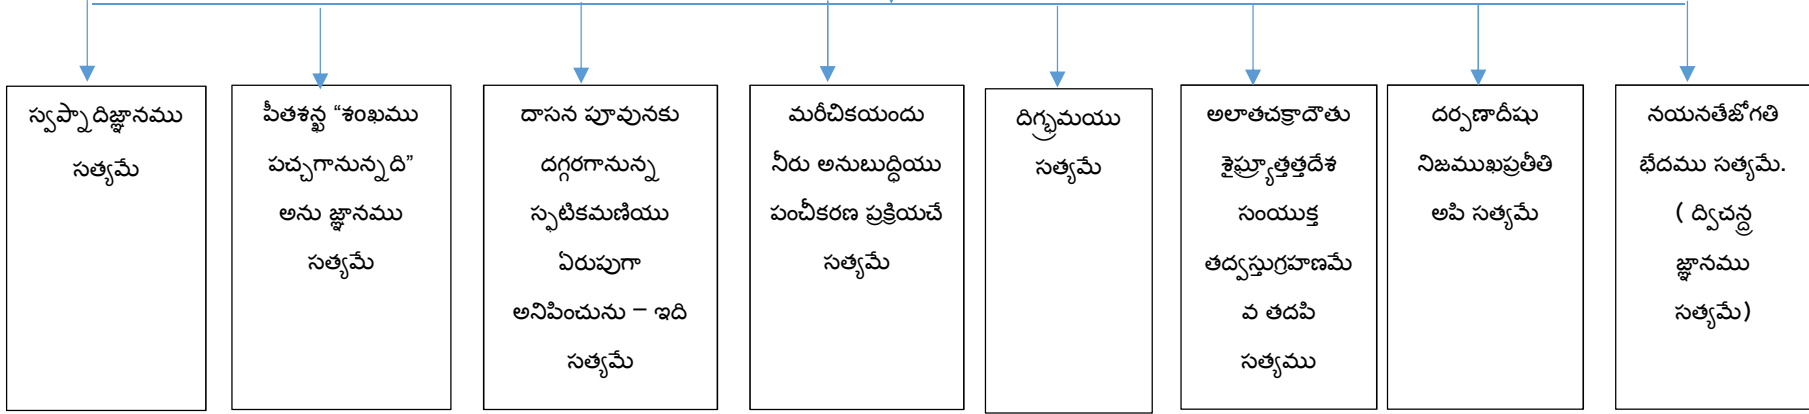 స్వప్నాదిజ్ఞానము
సత్యమే
పీతశన్ఖ “శంఖము
పచ్చగానున్నది”
అను జ్ఞానము
సత్యమే
దాసన పూవునకు
దగ్గరగానున్న
స్ఫటికమణియు
ఏరుపుగా
అనిపించును – ఇది
సత్యమే
మరీచికయందు
నీరు అనుబుద్ధియు
పంచీకరణ ప్రక్రియచే
సత్యమే
దిగ్భ్రమయు
సత్యమే
అలాతచక్రాదౌతు
శైఘ్ర్యాత్తత్తదేశ
సంయుక్త
తద్వస్తుగ్రహణమే
వ తదపి
సత్యము
దర్పణాదీషు
నిజముఖప్రతీతి
అపి సత్యమే
నయనతేజోగతి
భేదము సత్యమే.
( ద్విచన్ద్ర
జ్ఞానము
సత్యమే)